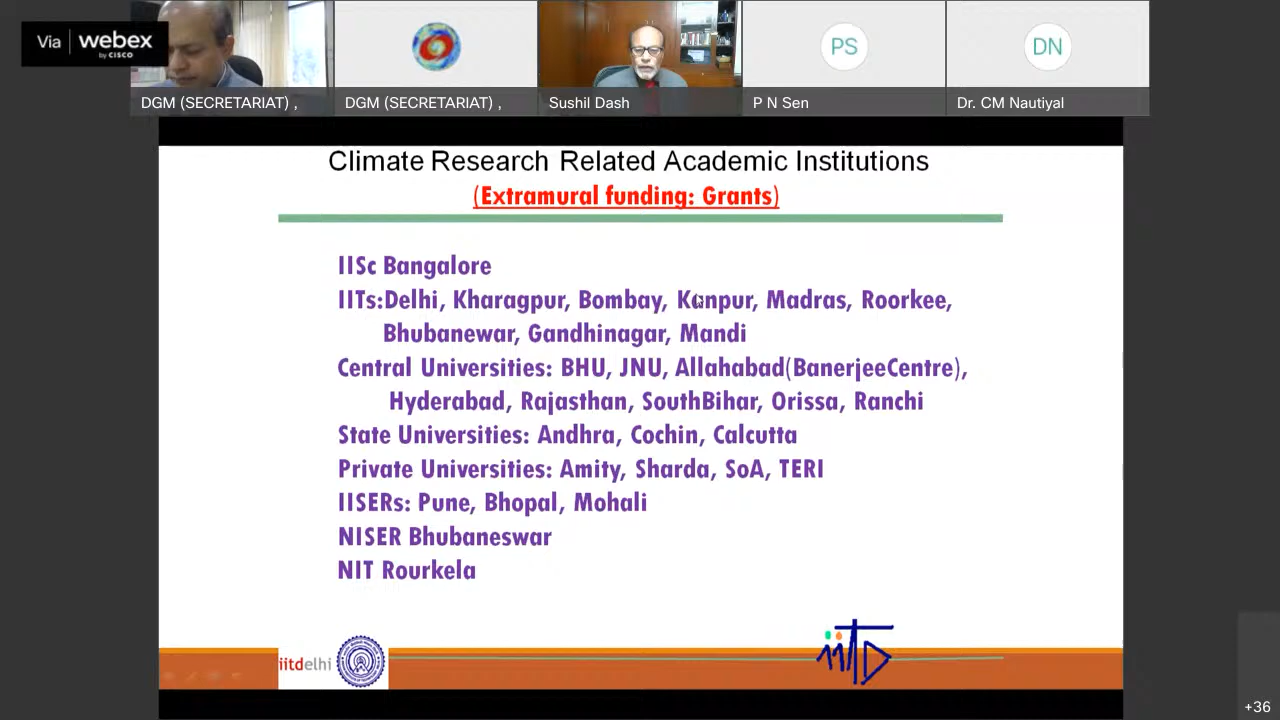 Via webex
by CISCO
DGM (SECRETARIAT) ,
DGM (SECRETARIAT) ,
Sushil Dash
PS
P N Sen
DN
Dr. CM Nautiyal
Climate Research Related Academic Institutions
(Extramural funding: Grants)
IISc Bangalore
IITs:Delhi, Kharagpur, Bombay, Kanpur, Madras, Roorkee,
Bhubanewar, Gandhinagar, Mandi
Central Universities: BHU, JNU, Allahabad(BanerjeeCentre),
Hyderabad, Rajasthan, SouthBihar, Orissa, Ranchi
State Universities: Andhra, Cochin, Calcutta
Private Universities: Amity, Sharda, SoA, TERI
IISERs: Pune, Bhopal, Mohali
NISER Bhubaneswar
NIT Rourkela
iitdelhi
iiTD
+36